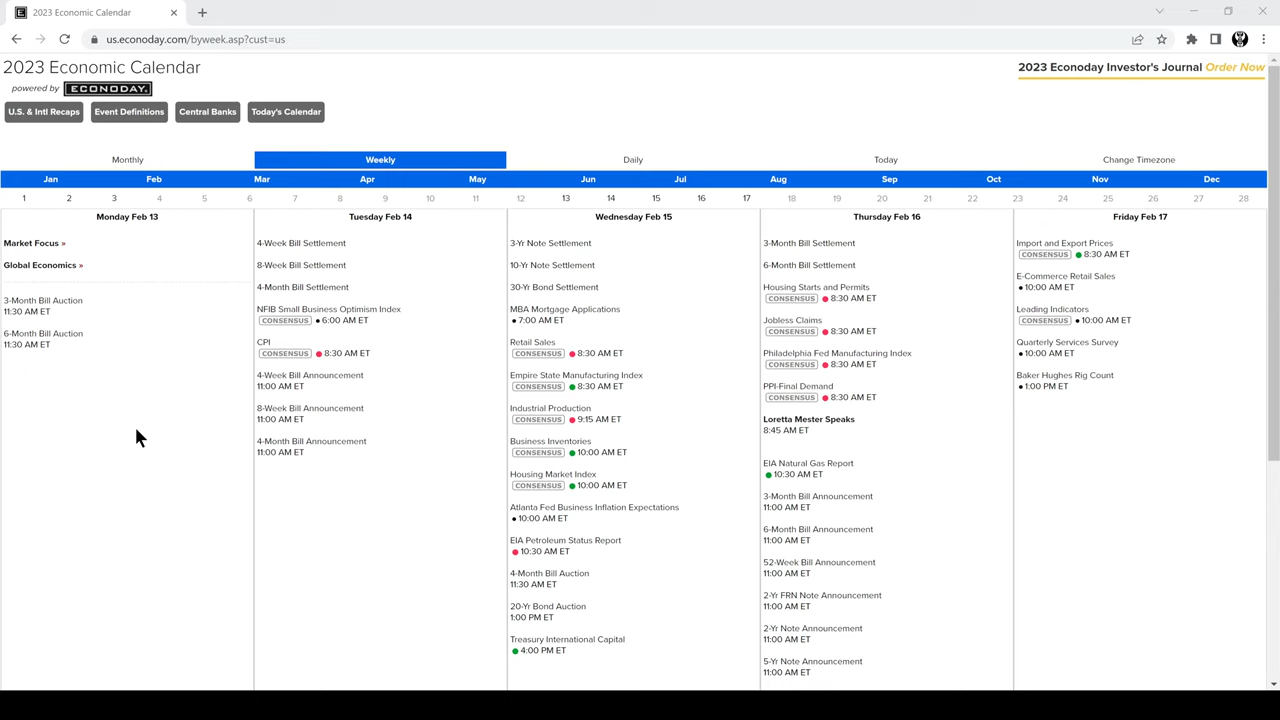 2023 Economic Calendar
us.econoday.com/byweek.asp?cust=us
2023 Economic Calendar
2023 Econoday Investor's Journal Order Now
powered by ECONODAY.
U.S. & Intl Recaps Event Definitions Central Banks Today's Calendar
Monthly Weekly Daily Today Change Timezone
Jan Feb Mar Apr May Jun Jul Aug Sep Oct Nov Dec
1 2 3 4 5 6 7 8 9 10 11 12 13 14 15 16 17 18 19 20 21 22 23 24 25 26 27 28
Monday Feb 13
Market Focus »
Global Economics »
3-Month Bill Auction
11:30 AM ET
6-Month Bill Auction
11:30 AM ET
Tuesday Feb 14
4-Week Bill Settlement
8-Week Bill Settlement
4-Month Bill Settlement
NFIB Small Business Optimism Index
CONSENSUS 6:00 AM ET
CPI
CONSENSUS 8:30 AM ET
4-Week Bill Announcement
11:00 AM ET
8-Week Bill Announcement
11:00 AM ET
4-Month Bill Announcement
11:00 AM ET
Wednesday Feb 15
3-Yr Note Settlement
10-Yr Note Settlement
30-Yr Bond Settlement
MBA Mortgage Applications
7:00 AM ET
Retail Sales
CONSENSUS 8:30 AM ET
Empire State Manufacturing Index
CONSENSUS 8:30 AM ET
Industrial Production
CONSENSUS 9:15 AM ET
Business Inventories
CONSENSUS 10:00 AM ET
Housing Market Index
CONSENSUS 10:00 AM ET
Atlanta Fed Business Inflation Expectations
10:00 AM ET
EIA Petroleum Status Report
10:30 AM ET
4-Month Bill Auction
11:30 AM ET
20-Yr Bond Auction
1:00 PM ET
Treasury International Capital
4:00 PM ET
Thursday Feb 16
3-Month Bill Settlement
6-Month Bill Settlement
Housing Starts and Permits
CONSENSUS 8:30 AM ET
Jobless Claims
CONSENSUS 8:30 AM ET
Philadelphia Fed Manufacturing Index
CONSENSUS 8:30 AM ET
PPI-Final Demand
CONSENSUS 8:30 AM ET
Loretta Mester Speaks
8:45 AM ET
EIA Natural Gas Report
10:30 AM ET
3-Month Bill Announcement
11:00 AM ET
6-Month Bill Announcement
11:00 AM ET
52-Week Bill Announcement
11:00 AM ET
2-Yr FRN Note Announcement
11:00 AM ET
2-Yr Note Announcement
11:00 AM ET
5-Yr Note Announcement
11:00 AM ET
Friday Feb 17
Import and Export Prices
CONSENSUS 8:30 AM ET
E-Commerce Retail Sales
10:00 AM ET
Leading Indicators
CONSENSUS 10:00 AM ET
Quarterly Services Survey
10:00 AM ET
Baker Hughes Rig Count
1:00 PM ET